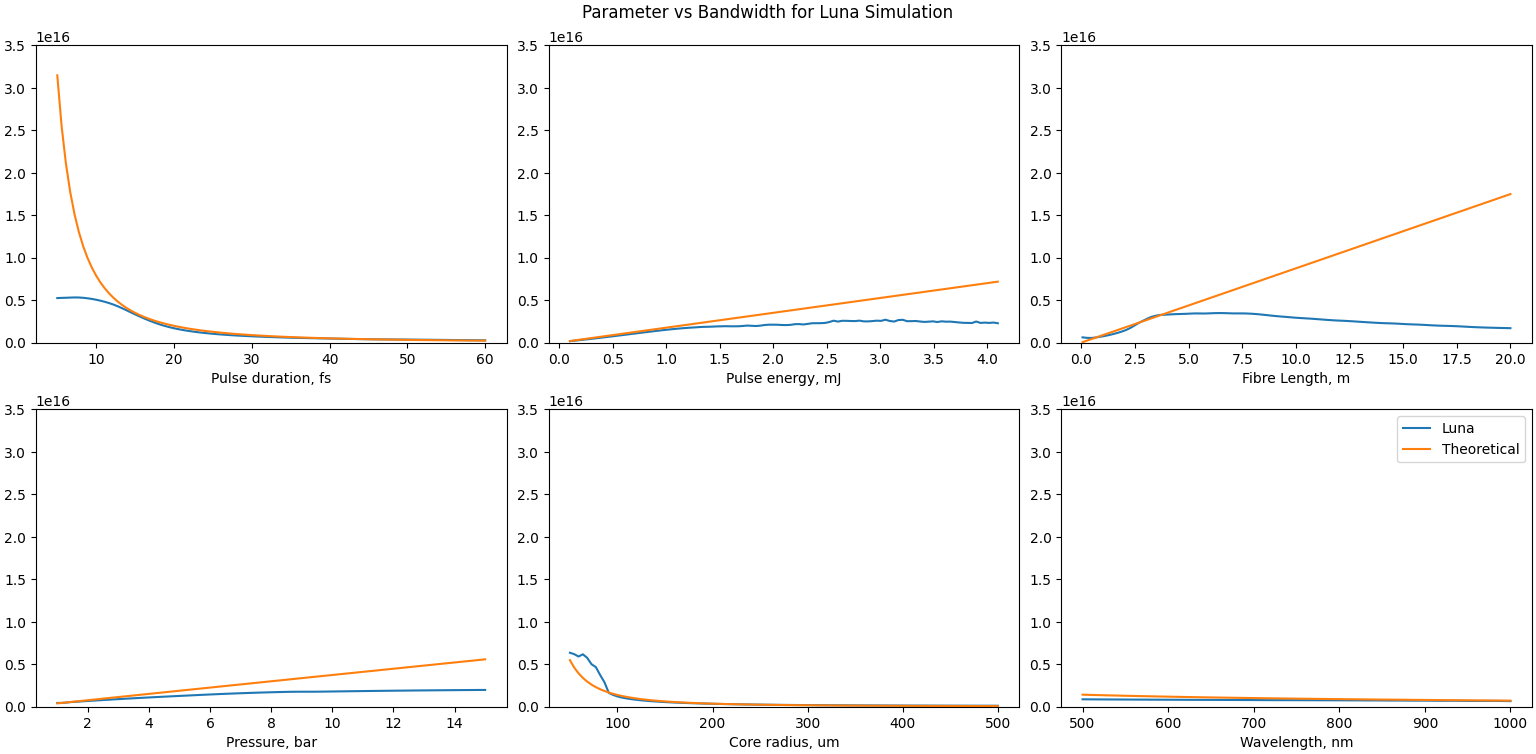 Parameter vs Bandwidth for Luna Simulation
1e16 1e16 1e16
3.5 3.5 3.5
3.0 3.0 3.0
2.5 2.5 2.5
2.0 2.0 2.0
1.5 1.5 1.5
1.0 1.0 1.0
0.5 0.5 0.5
0.0 0.0 0.0
10 20 30 40 50 60 0.0 0.5 1.0 1.5 2.0 2.5 3.0 3.5 4.0 0.0 2.5 5.0 7.5 10.0 12.5 15.0 17.5 20.0
Pulse duration, fs Pulse energy, mJ Fibre Length, m
1e16 1e16 1e16
3.5 3.5 3.5
Luna
3.0 3.0 3.0
Theoretical
2.5 2.5 2.5
2.0 2.0 2.0
1.5 1.5 1.5
1.0 1.0 1.0
0.5 0.5 0.5
0.0 0.0 0.0
2 4 6 8 10 12 14 100 200 300 400 500 500 600 700 800 900 1000
Pressure, bar Core radius, um Wavelength, nm